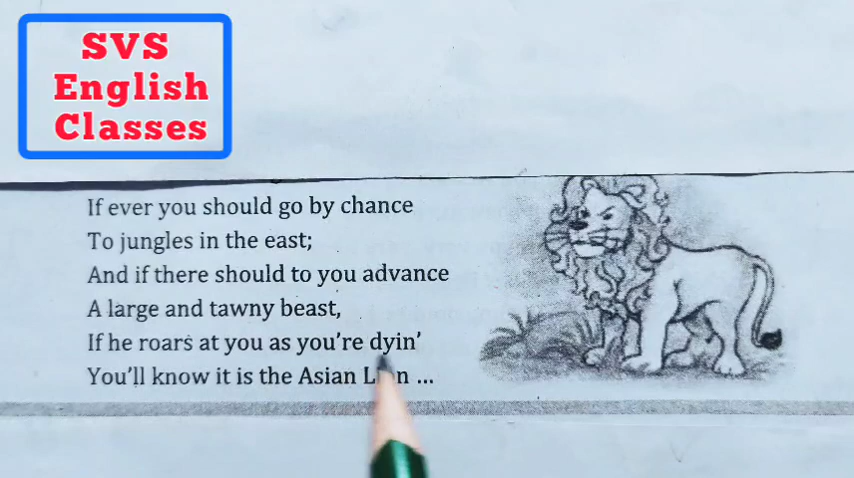 SVS
English
Classes
If ever you should go by chance
To jungles in the east;
And if there should to you advance
A large and tawny beast,
If he roars at you as you're dyin'
You'll know it is the Asian Lion ...